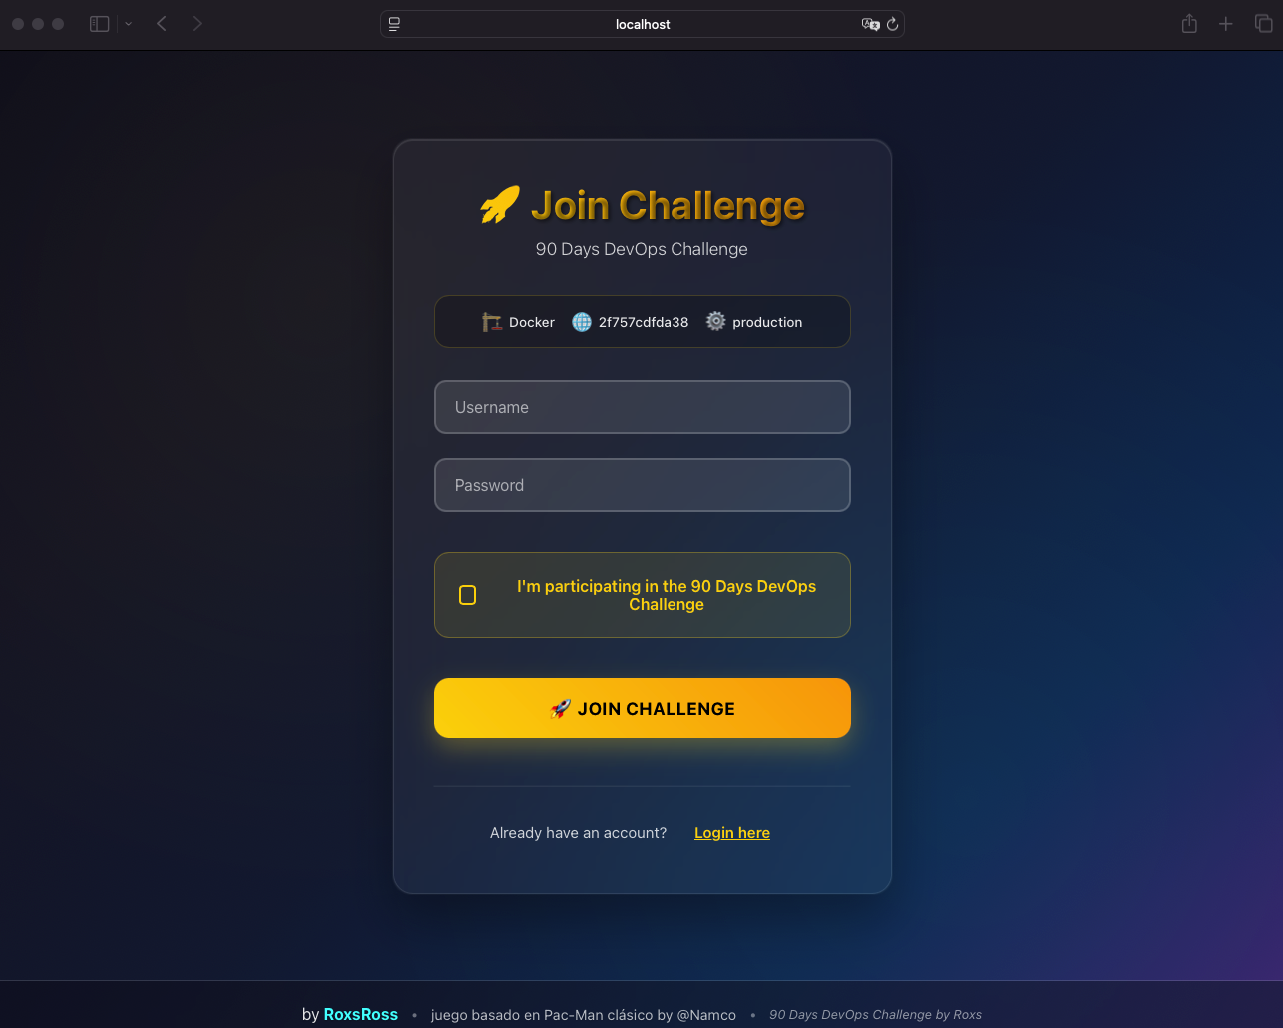 localhost
🚀 Join Challenge
90 Days DevOps Challenge
🏗️ Docker 🌐 2f757cdfda38 ⚙️ production
Username
Password
I'm participating in the 90 Days DevOps
Challenge
🚀 JOIN CHALLENGE
Already have an account? Login here
by RoxsRoss • juego basado en Pac-Man clásico by @Namco • 90 Days DevOps Challenge by Roxs